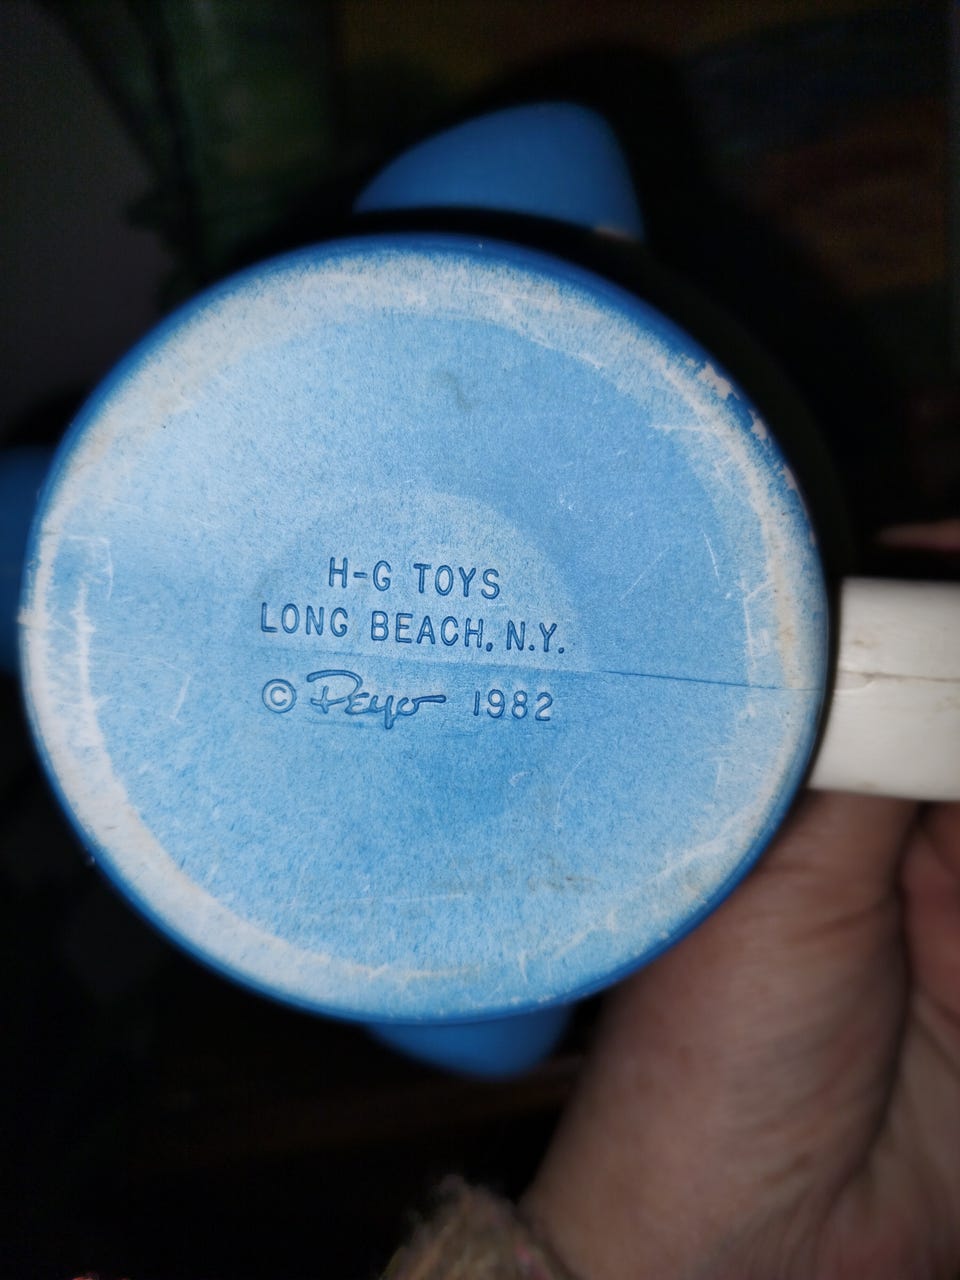 H-G TOYS
LONG BEACH, N.Y.
© Peyo 1982